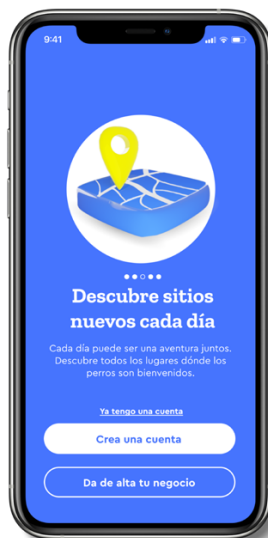 9:41
Descubre sitios
nuevos cada día
Cada día puede ser una aventura juntos.
Descubre todos los lugares dónde los
perros son bienvenidos.
Ya tengo una cuenta
Crea una cuenta
Da de alta tu negocio